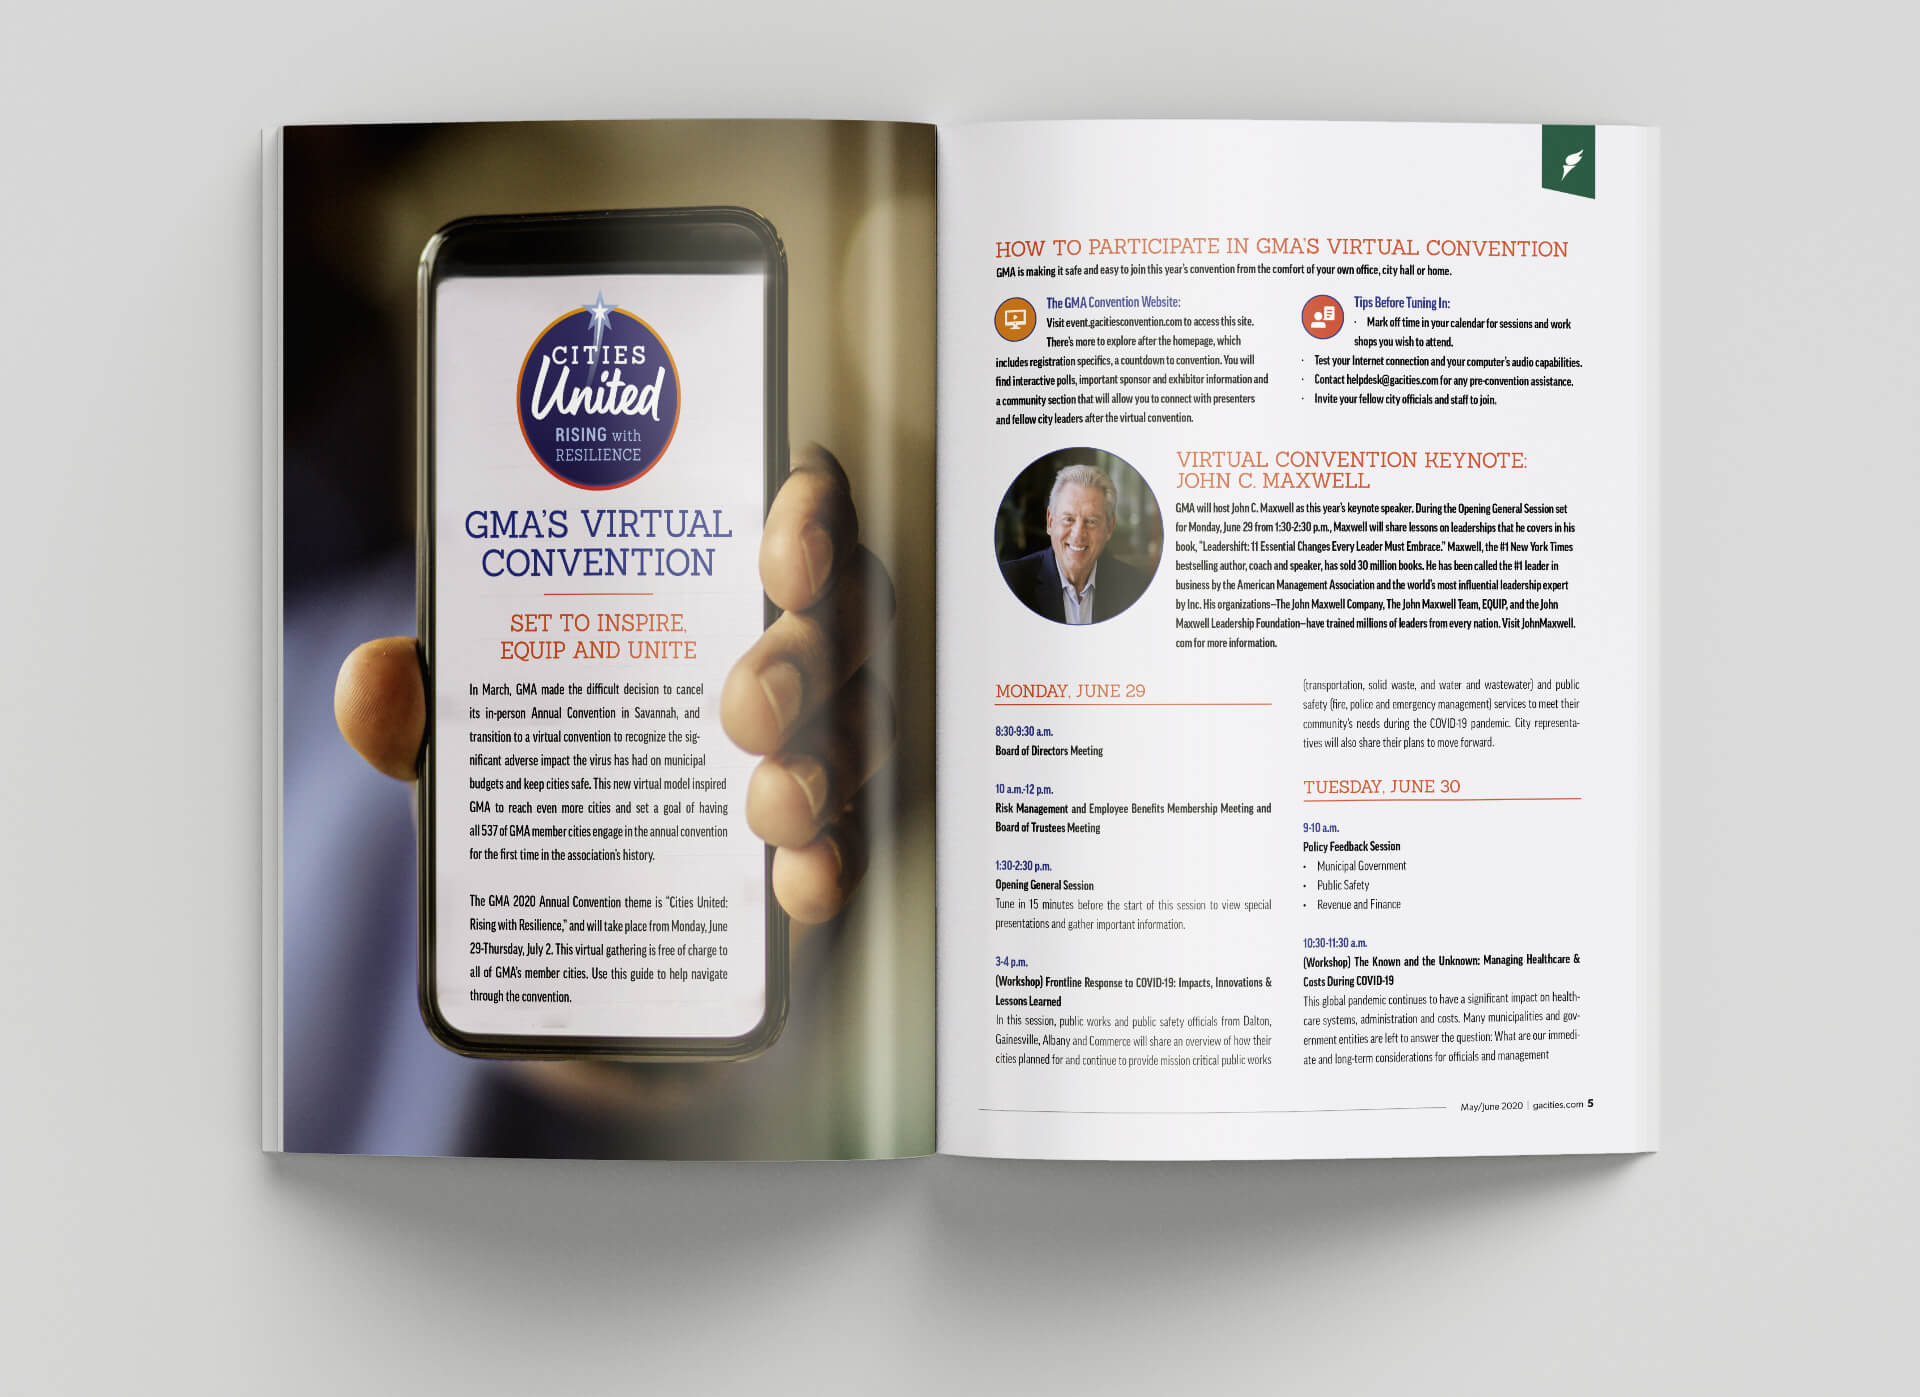 CITIES
United
RISING with
RESILIENCE
GMA'S VIRTUAL
CONVENTION
SET TO INSPIRE,
EQUIP AND UNITE
In March, GMA made the difficult decision to cancel
its in-person Annual Convention in Savannah, and
transition to a virtual convention to recognize the sig-
nificant adverse impact the virus has had on municipal
budgets and keep cities safe. This new virtual model inspired
GMA to reach even more cities and set a goal of having
all 537 of GMA member cities engage in the annual convention
for the first time in the association's history.
The GMA 2020 Annual Convention theme is "Cities United:
Rising with Resilience," and will take place from Monday, June
29-Thursday, July 2. This virtual gathering is free of charge to
all of GMA's member cities. Use this guide to help navigate
through the convention.
HOW TO PARTICIPATE IN GMA'S VIRTUAL CONVENTION
GMA is making it safe and easy to join this year's convention from the comfort of your own office, city hall or home.
The GMA Convention Website:
Visit event.gacitiesconvention.com to access this site.
There's more to explore after the homepage, which
includes registration specifics, a countdown to convention. You will
find interactive polls, important sponsor and exhibitor information and
a community section that will allow you to connect with presenters
and fellow city leaders after the virtual convention.
Tips Before Tuning In:
· Mark off time in your calendar for sessions and work
shops you wish to attend.
· Test your Internet connection and your computer's audio capabilities.
· Contact helpdesk@gacities.com for any pre-convention assistance.
· Invite your fellow city officials and staff to join.
VIRTUAL CONVENTION KEYNOTE:
JOHN C. MAXWELL
GMA will host John C. Maxwell as this year's keynote speaker. During the Opening General Session set
for Monday, June 29 from 1:30-2:30 p.m., Maxwell will share lessons on leaderships that he covers in his
book, "Leadershift: 11 Essential Changes Every Leader Must Embrace." Maxwell, the #1 New York Times
bestselling author, coach and speaker, has sold 30 million books. He has been called the #1 leader in
business by the American Management Association and the world's most influential leadership expert
by Inc. His organizations—The John Maxwell Company, The John Maxwell Team, EQUIP, and the John
Maxwell Leadership Foundation—have trained millions of leaders from every nation. Visit JohnMaxwell.
com for more information.
MONDAY, JUNE 29
8:30-9:30 a.m.
Board of Directors Meeting
10 a.m.-12 p.m.
Risk Management and Employee Benefits Membership Meeting and
Board of Trustees Meeting
1:30-2:30 p.m.
Opening General Session
Tune in 15 minutes before the start of this session to view special
presentations and gather important information.
3-4 p.m.
(Workshop) Frontline Response to COVID-19: Impacts, Innovations &
Lessons Learned
In this session, public works and public safety officials from Dalton,
Gainesville, Albany and Commerce will share an overview of how their
cities planned for and continue to provide mission critical public works
(transportation, solid waste, and water and wastewater) and public
safety (fire, police and emergency management) services to meet their
community's needs during the COVID-19 pandemic. City representa-
tives will also share their plans to move forward.
TUESDAY, JUNE 30
9-10 a.m.
Policy Feedback Session
• Municipal Government
• Public Safety
• Revenue and Finance
10:30-11:30 a.m.
(Workshop) The Known and the Unknown: Managing Healthcare &
Costs During COVID-19
This global pandemic continues to have a significant impact on health-
care systems, administration and costs. Many municipalities and gov-
ernment entities are left to answer the question: What are our immedi-
ate and long-term considerations for officials and management
May/June 2020 | gacities.com 5